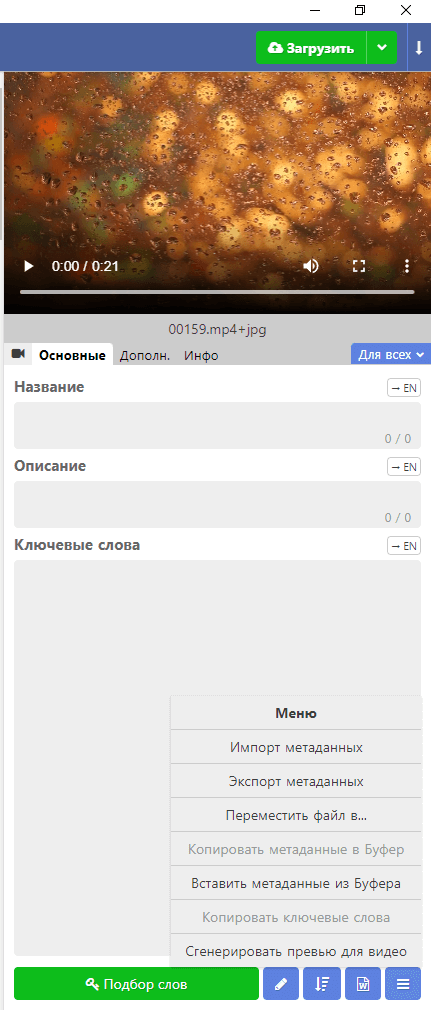 Загрузить
0:00 / 0:21
00159.mp4+jpg
Основные Дополн. Инфо Для всех
Название → EN
0 / 0
Описание → EN
0 / 0
Ключевые слова → EN
Меню
Импорт метаданных
Экспорт метаданных
Переместить файл в...
Копировать метаданные в Буфер
Вставить метаданные из Буфера
Копировать ключевые слова
Сгенерировать превью для видео
Подбор слов W